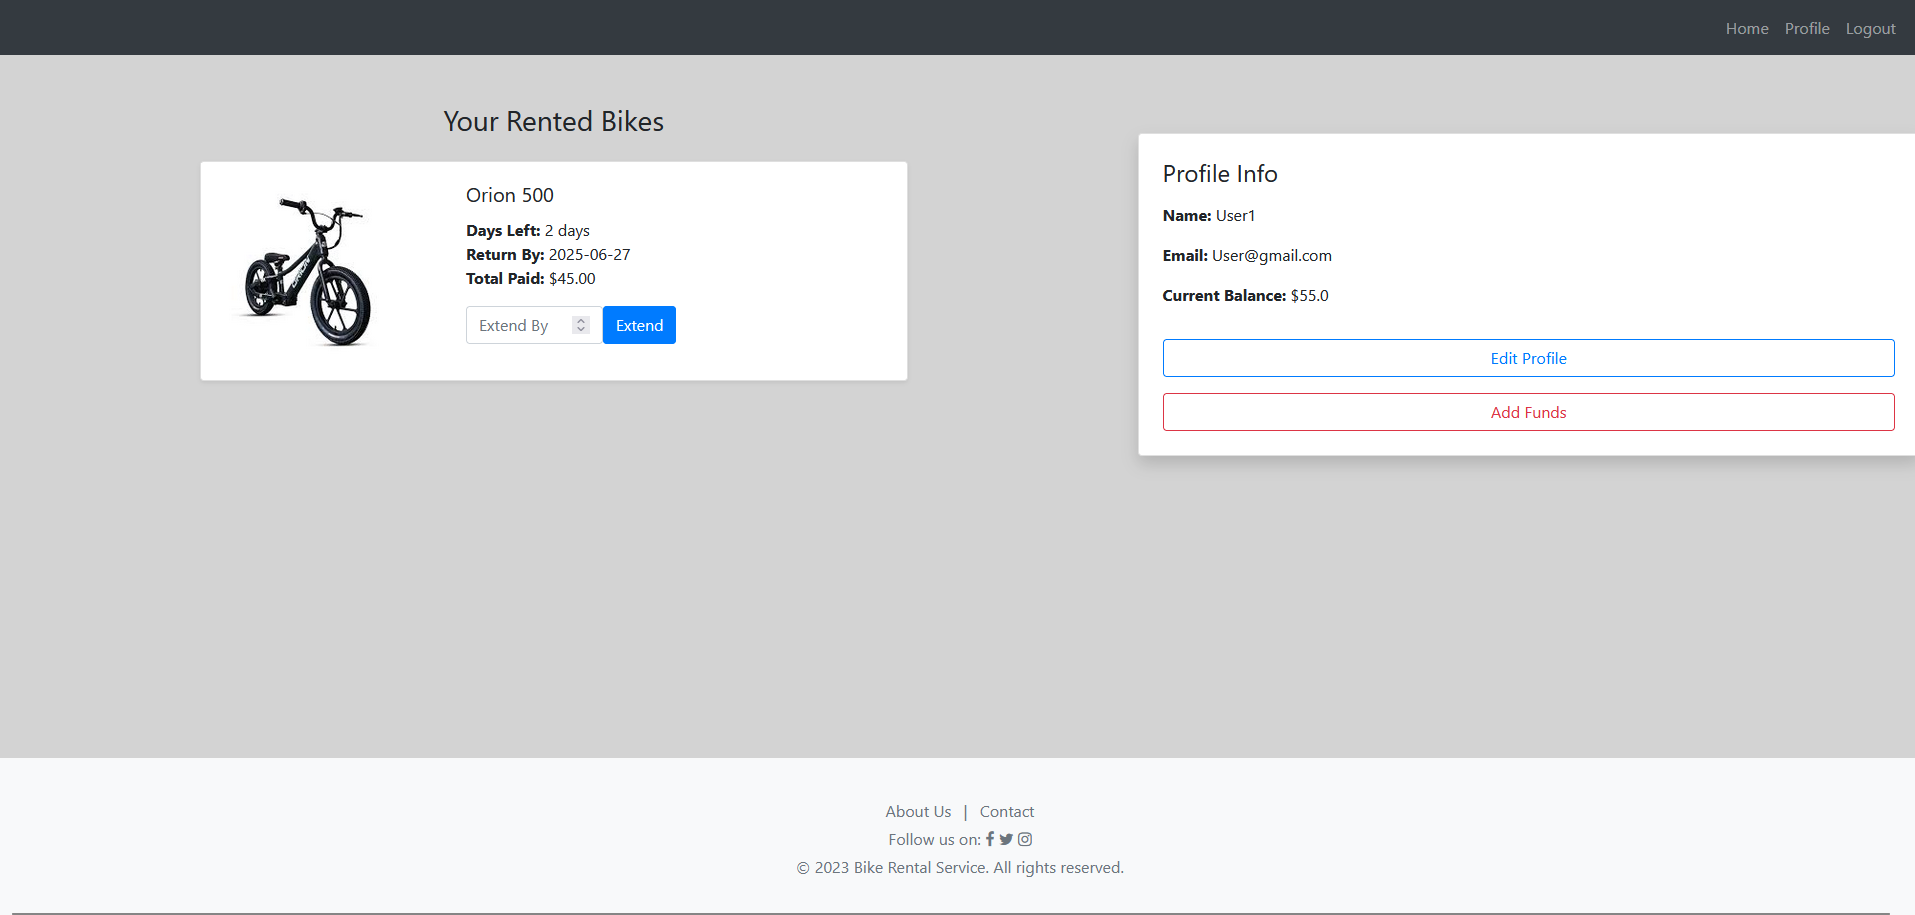 Home Profile Logout
Your Rented Bikes
Orion 500
Days Left: 2 days
Return By: 2025-06-27
Total Paid: $45.00
Extend By
Extend
Profile Info
Name: User1
Email: User@gmail.com
Current Balance: $55.0
Edit Profile
Add Funds
About Us | Contact
Follow us on:
© 2023 Bike Rental Service. All rights reserved.